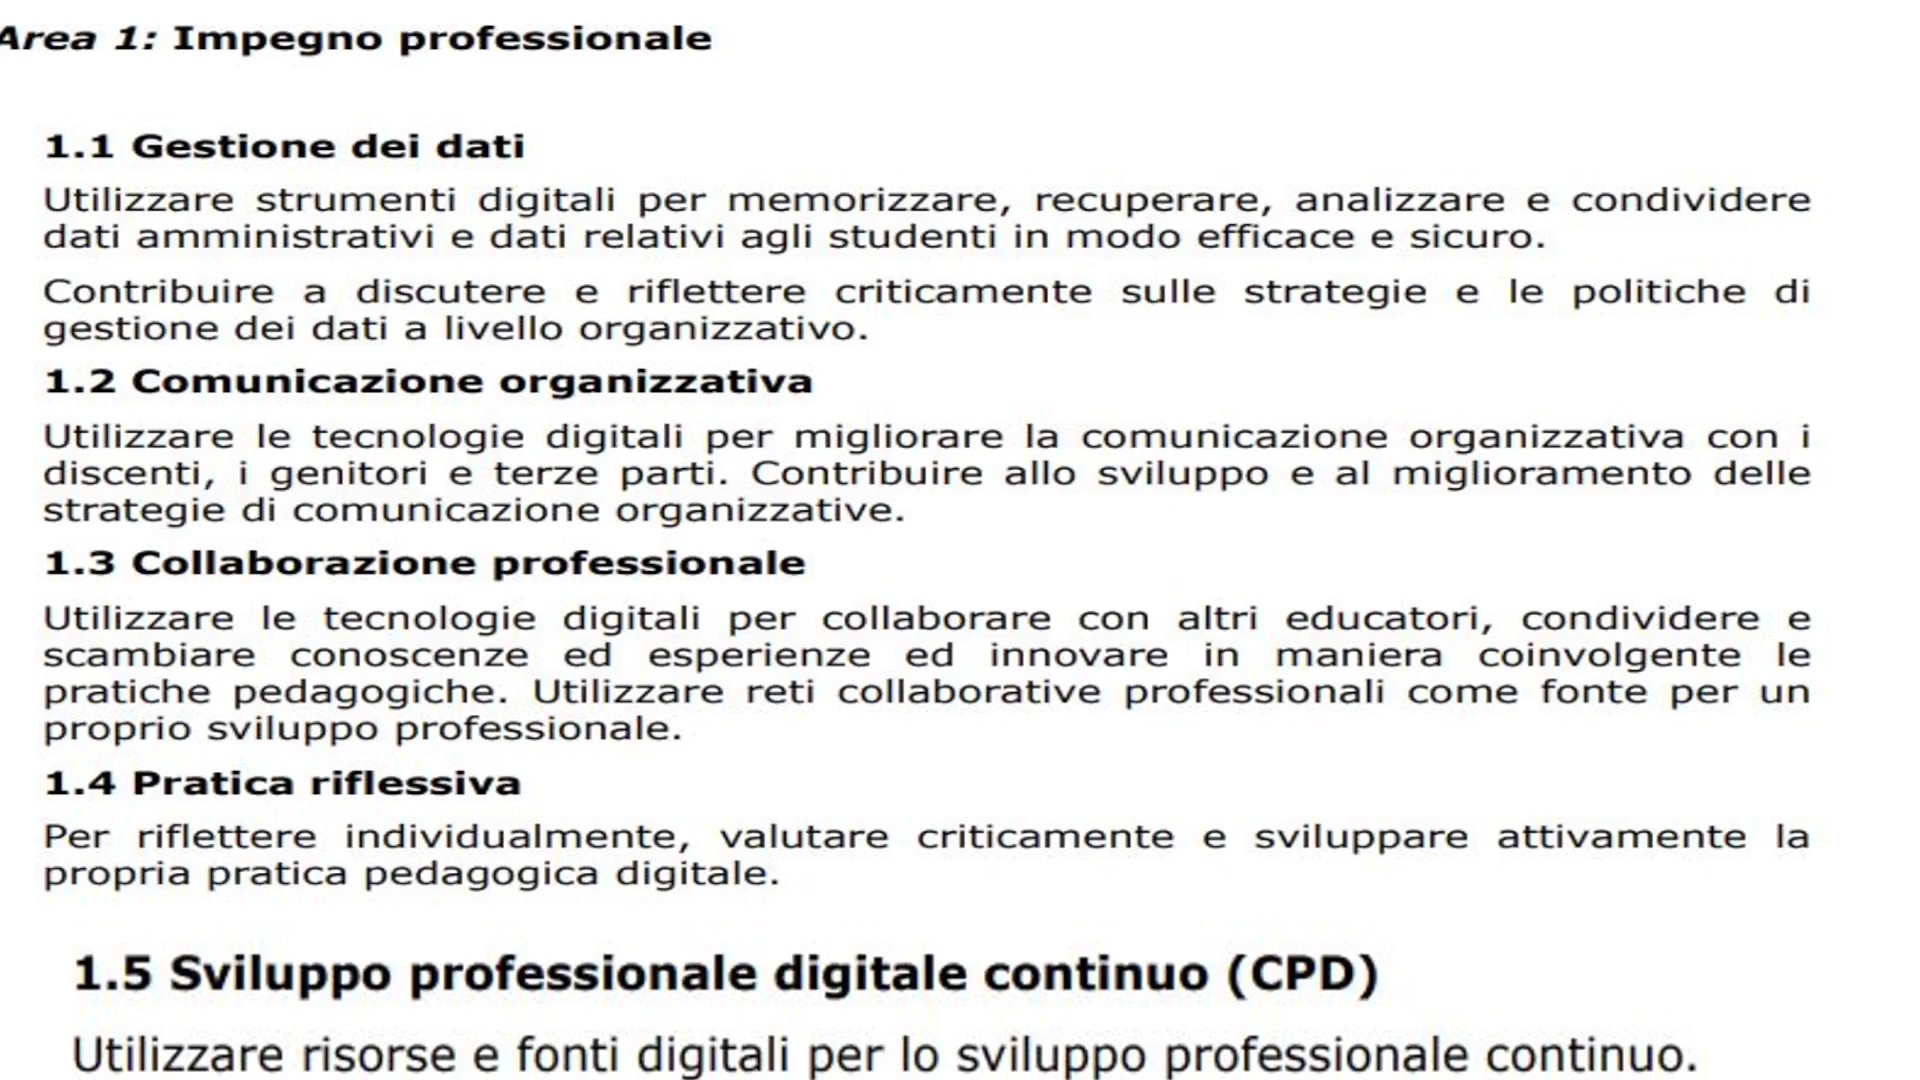 Area 1: Impegno professionale
1.1 Gestione dei dati
Utilizzare strumenti digitali per memorizzare, recuperare, analizzare e condividere
dati amministrativi e dati relativi agli studenti in modo efficace e sicuro.
Contribuire a discutere e riflettere criticamente sulle strategie e le politiche di
gestione dei dati a livello organizzativo.
1.2 Comunicazione organizzativa
Utilizzare le tecnologie digitali per migliorare la comunicazione organizzativa con i
discenti, i genitori e terze parti. Contribuire allo sviluppo e al miglioramento delle
strategie di comunicazione organizzative.
1.3 Collaborazione professionale
Utilizzare le tecnologie digitali per collaborare con altri educatori, condividere e
scambiare conoscenze ed esperienze ed innovare in maniera coinvolgente le
pratiche pedagogiche. Utilizzare reti collaborative professionali come fonte per un
proprio sviluppo professionale.
1.4 Pratica riflessiva
Per riflettere individualmente, valutare criticamente e sviluppare attivamente la
propria pratica pedagogica digitale.
1.5 Sviluppo professionale digitale continuo (CPD)
Utilizzare risorse e fonti digitali per lo sviluppo professionale continuo.